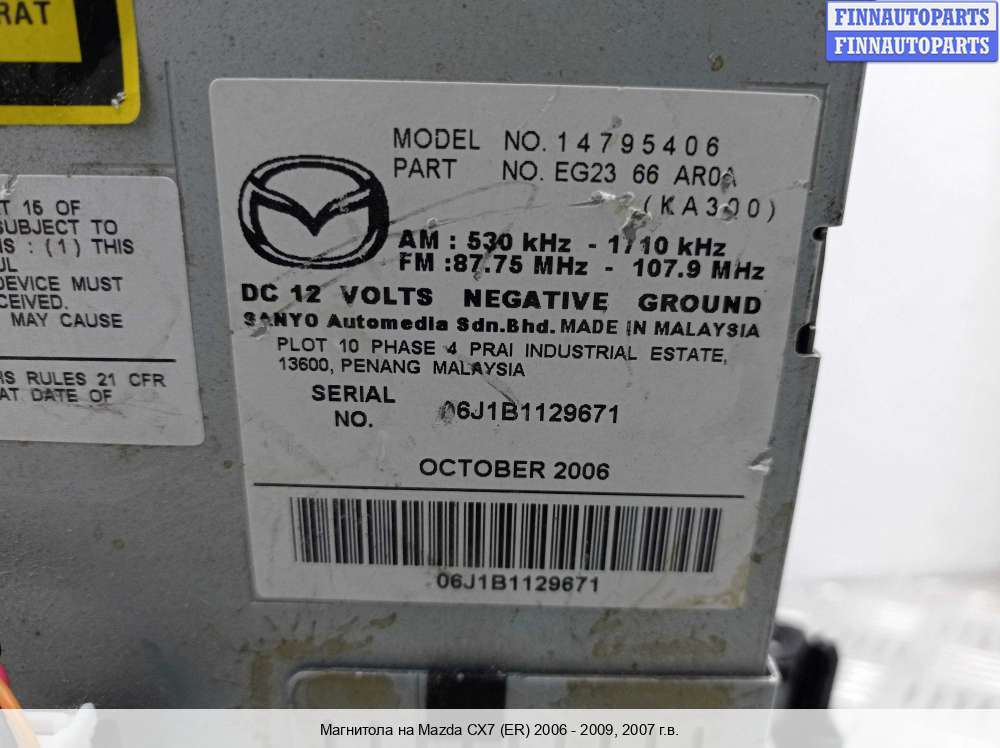 FINNAUTOPARTS
FINNAUTOPARTS
RAT
MODEL NO. 14795406
PART NO. EG23 66 AR0A
(KA300)
AM : 530 kHz - 1710 kHz
FM : 87.75 MHz - 107.9 MHz
DC 12 VOLTS NEGATIVE GROUND
SANYO Automedia Sdn.Bhd. MADE IN MALAYSIA
PLOT 10 PHASE 4 PRAI INDUSTRIAL ESTATE,
13600, PENANG MALAYSIA
SERIAL
NO. 06J1B1129671
OCTOBER 2006
06J1B1129671
T 15 OF
SUBJECT TO
: (1) THIS
DEVICE MUST
MAY CAUSE
RULES 21 CFR
AT DATE OF
Магнитола на Mazda CX7 (ER) 2006 - 2009, 2007 г.в.